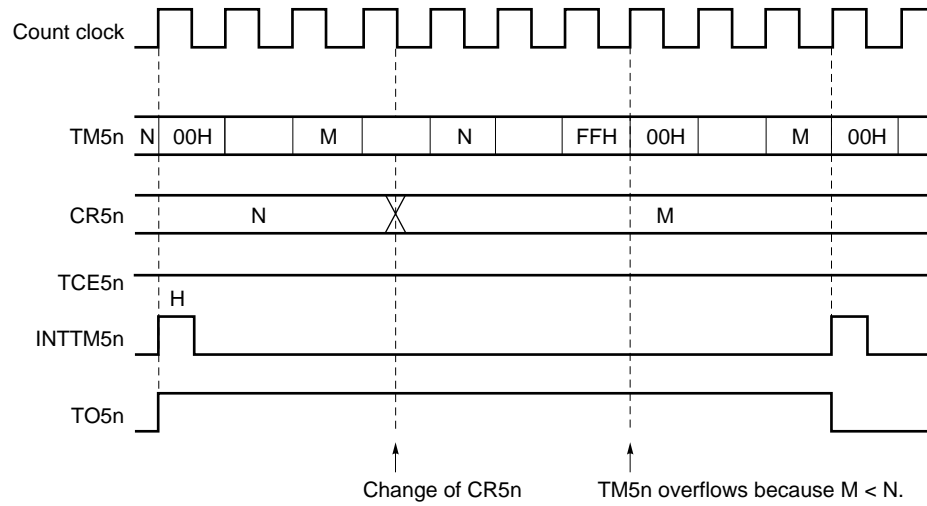 Count clock
TM5n N 00H M N FFH 00H M 00H
CR5n N M
TCE5n
H
INTTM5n
TO5n
Change of CR5n TM5n overflows because M < N.